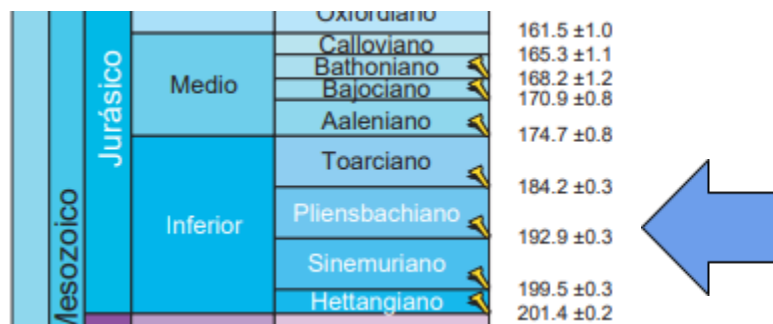 Mesozoico
Jurásico
Medio
Inferior
Oxfordiano
Calloviano
Bathoniano
Bajociano
Aaleniano
Toarciano
Pliensbachiano
Sinemuriano
Hettangiano
161.5 ±1.0
165.3 ±1.1
168.2 ±1.2
170.9 ±0.8
174.7 ±0.8
184.2 ±0.3
192.9 ±0.3
199.5 ±0.3
201.4 ±0.2